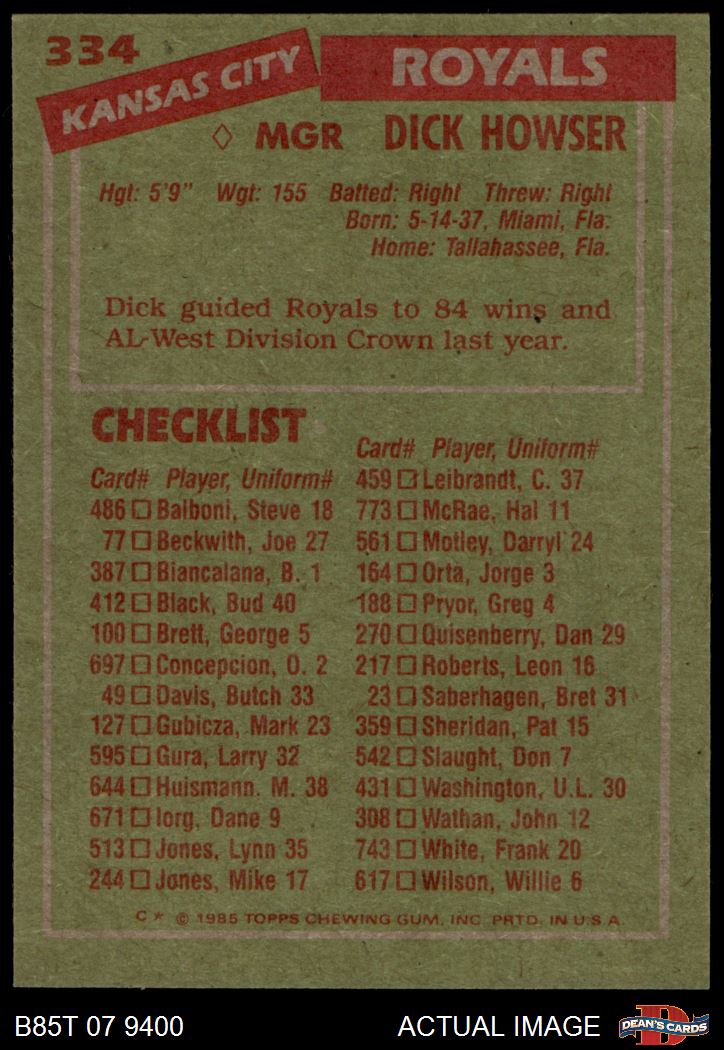 334
KANSAS CITY ROYALS
◊ MGR DICK HOWSER
Hgt: 5'9" Wgt: 155 Batted: Right Threw: Right
Born: 5-14-37, Miami, Fla.
Home: Tallahassee, Fla.
Dick guided Royals to 84 wins and
AL-West Division Crown last year.
CHECKLIST
Card# Player, Uniform#
486 ☐ Balboni, Steve 18
77 ☐ Beckwith, Joe 27
387 ☐ Biancalana, B. 1
412 ☐ Black, Bud 40
100 ☐ Brett, George 5
697 ☐ Concepcion, O. 2
49 ☐ Davis, Butch 33
127 ☐ Gubicza, Mark 23
595 ☐ Gura, Larry 32
644 ☐ Huismann. M. 38
671 ☐ Iorg, Dane 9
513 ☐ Jones, Lynn 35
244 ☐ Jones, Mike 17
Card# Player, Uniform#
459 ☐ Leibrandt, C. 37
773 ☐ McRae, Hal 11
561 ☐ Motley, Darryl 24
164 ☐ Orta, Jorge 3
188 ☐ Pryor, Greg 4
270 ☐ Quisenberry, Dan 29
217 ☐ Roberts, Leon 16
23 ☐ Saberhagen, Bret 31
359 ☐ Sheridan, Pat 15
542 ☐ Slaught, Don 7
431 ☐ Washington, U.L. 30
308 ☐ Wathan, John 12
743 ☐ White, Frank 20
617 ☐ Wilson, Willie 6
C* © 1985 TOPPS CHEWING GUM, INC. PRTD. IN U.S.A.
B85T 07 9400
ACTUAL IMAGE
D
DEAN'S CARDS